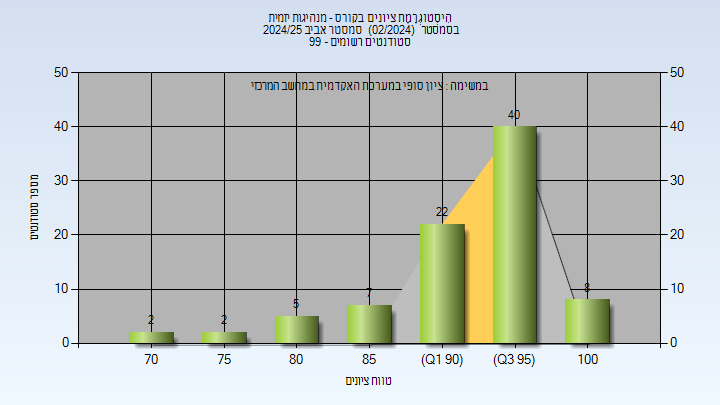 היסטוגרמת ציונים בקורס - מנהיגות יזמית
בסמסטר (02/2024) סמסטר אביב 2024/25
סטודנטים רשומים - 99
במשימה : ציון סופי במערכת האקדמית במחשב המרכזי
50 50
40 40
30 30
20 20
10 10
0 0
2 2 5 7 22 40 8
70 75 80 85 (Q1 90) (Q3 95) 100
מספר סטודנטים
טווח ציונים